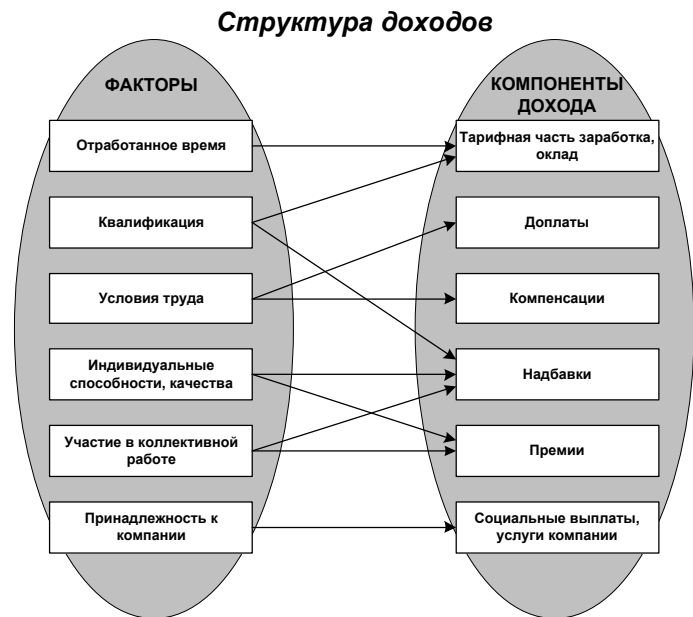 Структура доходов
ФАКТОРЫ
КОМПОНЕНТЫ
ДОХОДА
Отработанное время
Тарифная часть заработка,
оклад
Квалификация
Доплаты
Условия труда
Компенсации
Индивидуальные
способности, качества
Надбавки
Участие в коллективной
работе
Премии
Принадлежность к
компании
Социальные выплаты,
услуги компании